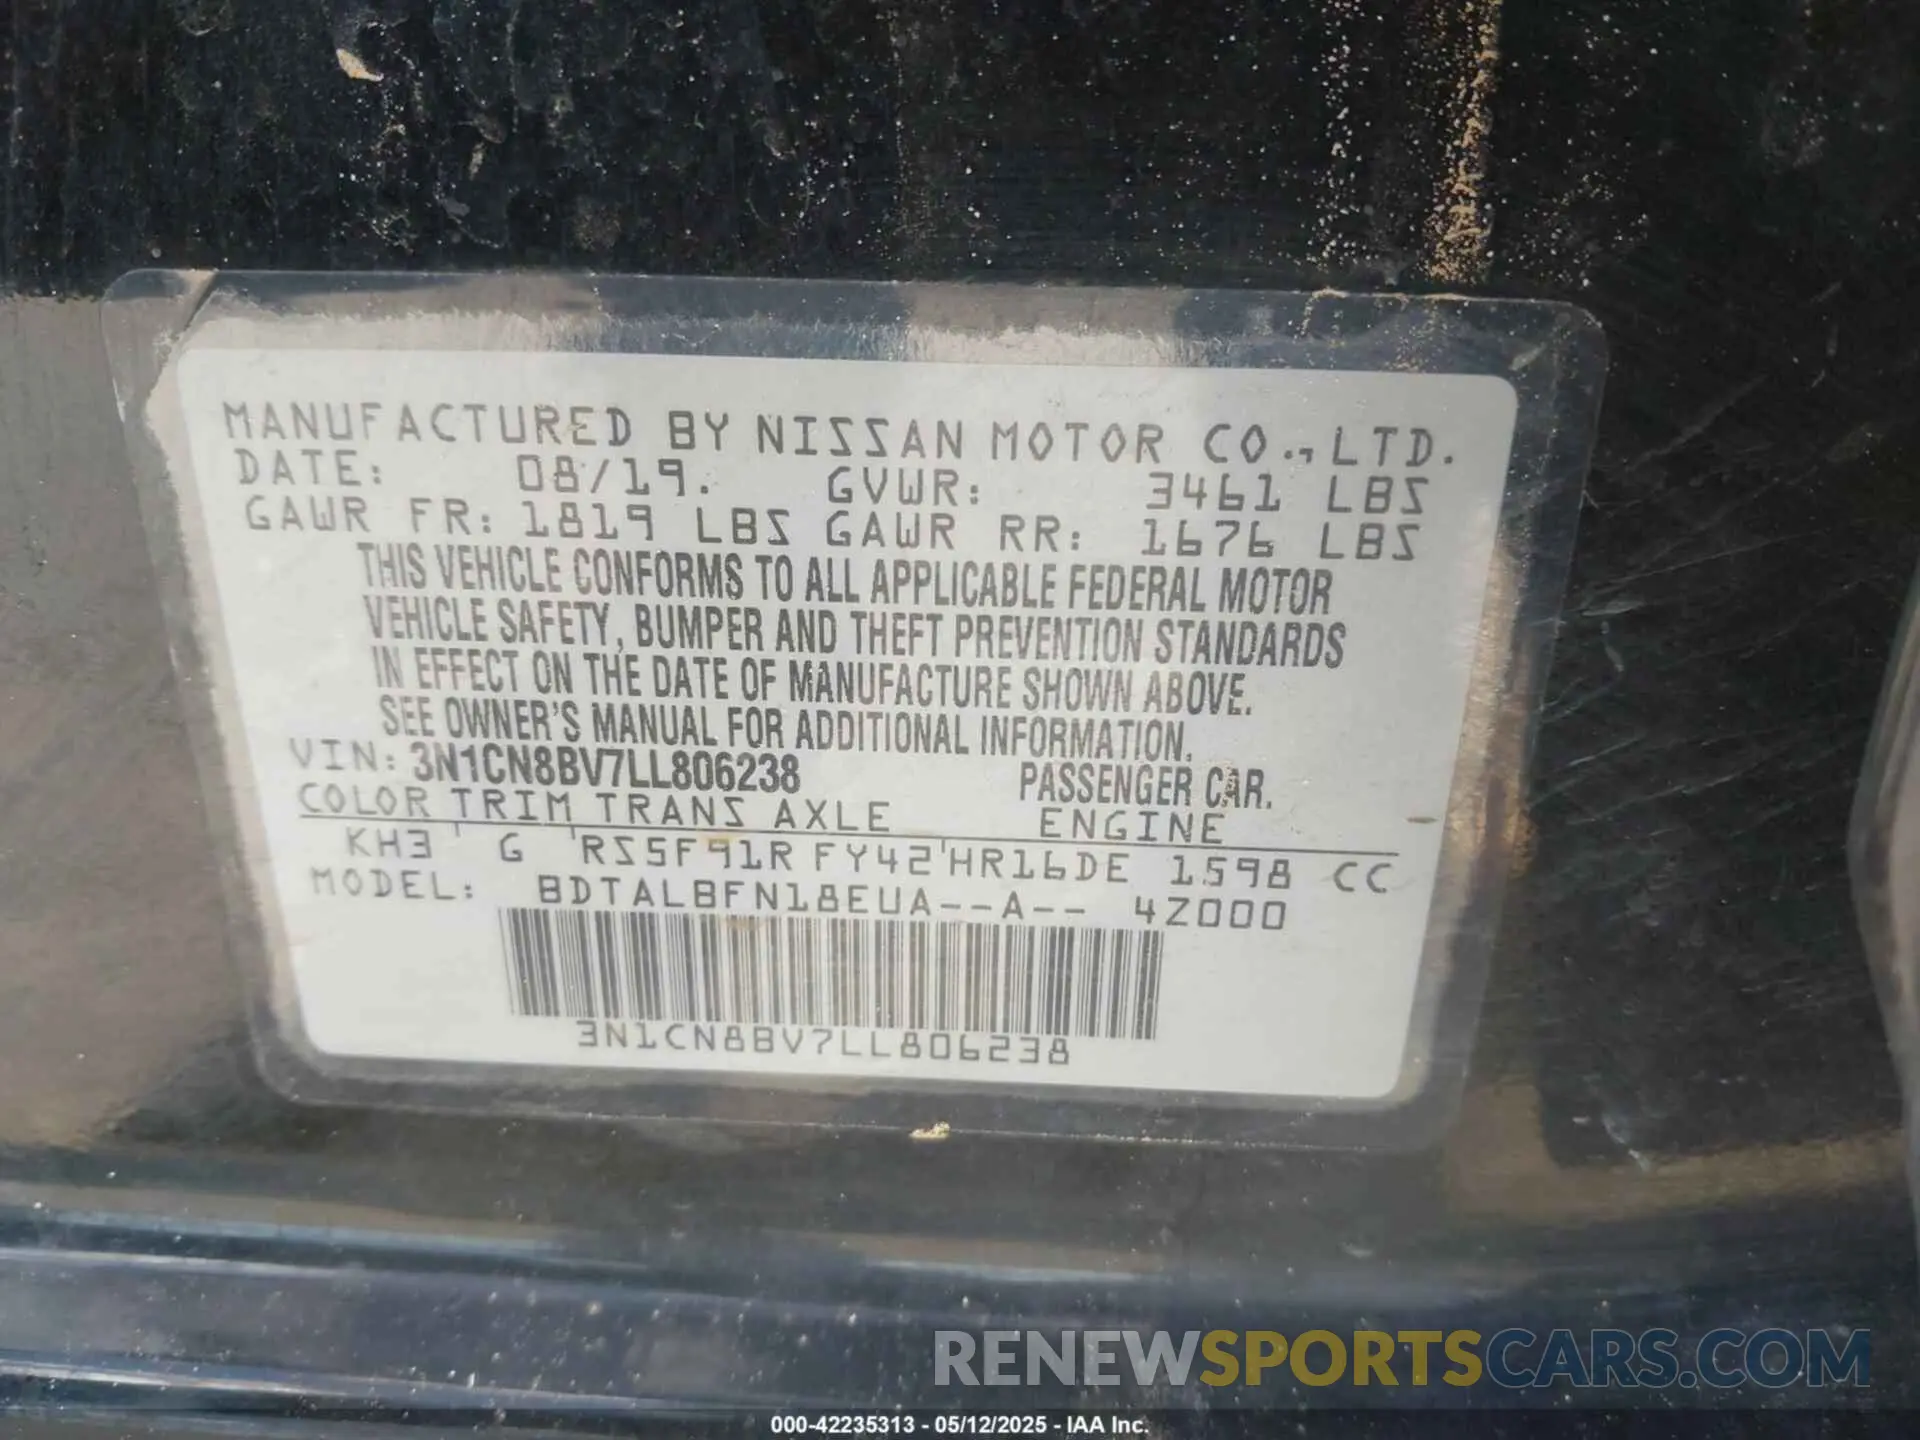 MANUFACTURED BY NISSAN MOTOR CO., LTD.
DATE: 08/19. GVWR: 3461 LBS
GAWR FR: 1819 LBS GAWR RR: 1676 LBS
THIS VEHICLE CONFORMS TO ALL APPLICABLE FEDERAL MOTOR
VEHICLE SAFETY, BUMPER AND THEFT PREVENTION STANDARDS
IN EFFECT ON THE DATE OF MANUFACTURE SHOWN ABOVE.
SEE OWNER'S MANUAL FOR ADDITIONAL INFORMATION.
VIN: 3N1CN8BV7LL806238 PASSENGER CAR.
COLOR TRIM TRANS AXLE ENGINE
KH3 ' G 'RS5F91R FY42'HR16DE 1598 CC
MODEL: BDTALBFN18EUA--A-- 4Z000
3N1CN8BV7LL806238
RENEWSPORTSCARS.COM
000-42235313 - 05/12/2025 - IAA Inc.